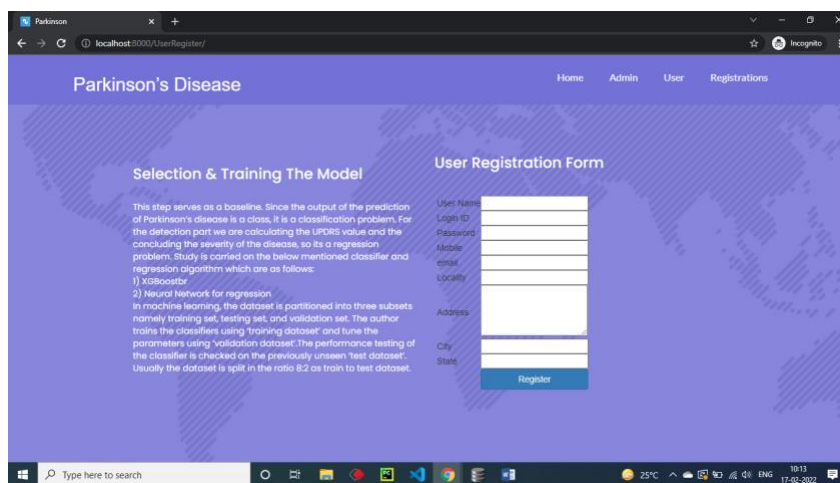 Parkinson
localhost:8000/UserRegister/
Incognito
Parkinson's Disease
Home Admin User Registrations
Selection & Training The Model
This step serves as a baseline. Since the output of the prediction
of Parkinson's disease is a class, it is a classification problem. For
the detection part we are calculating the UPDRS value and the
concluding the severity of the disease, so its a regression
problem. Study is carried on the below mentioned classifier and
regression algorithm which are as follows:
1) XGBoostbr
2) Neural Network for regression
In machine learning, the dataset is partitioned into three subsets
namely training set, testing set, and validation set. The author
trains the classifiers using 'training dataset' and tune the
parameters using 'validation dataset'.The performance testing of
the classifier is checked on the previously unseen 'test dataset'.
Usually the dataset is split in the ratio 8:2 as train to test dataset.
User Registration Form
User Name
Login ID
Password
Mobile
email
Locality
Address
City
State
Register
Type here to search
25°C
ENG
10:13
17-02-2022